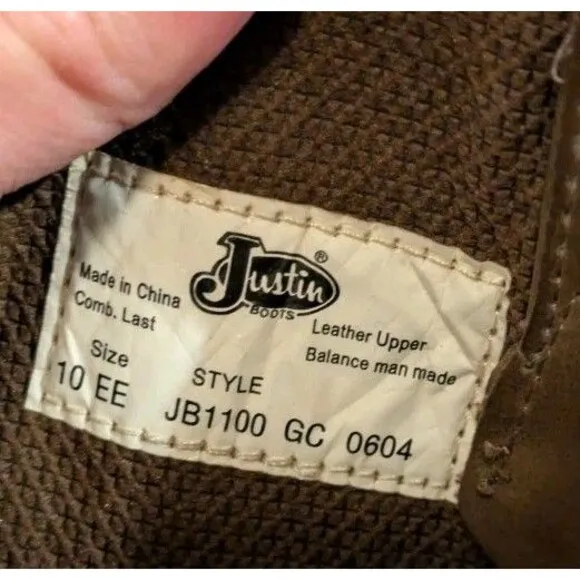 Justin®
BOOTS
Made in China
Comb. Last
Leather Upper
Balance man made
Size
10 EE
STYLE
JB1100 GC 0604